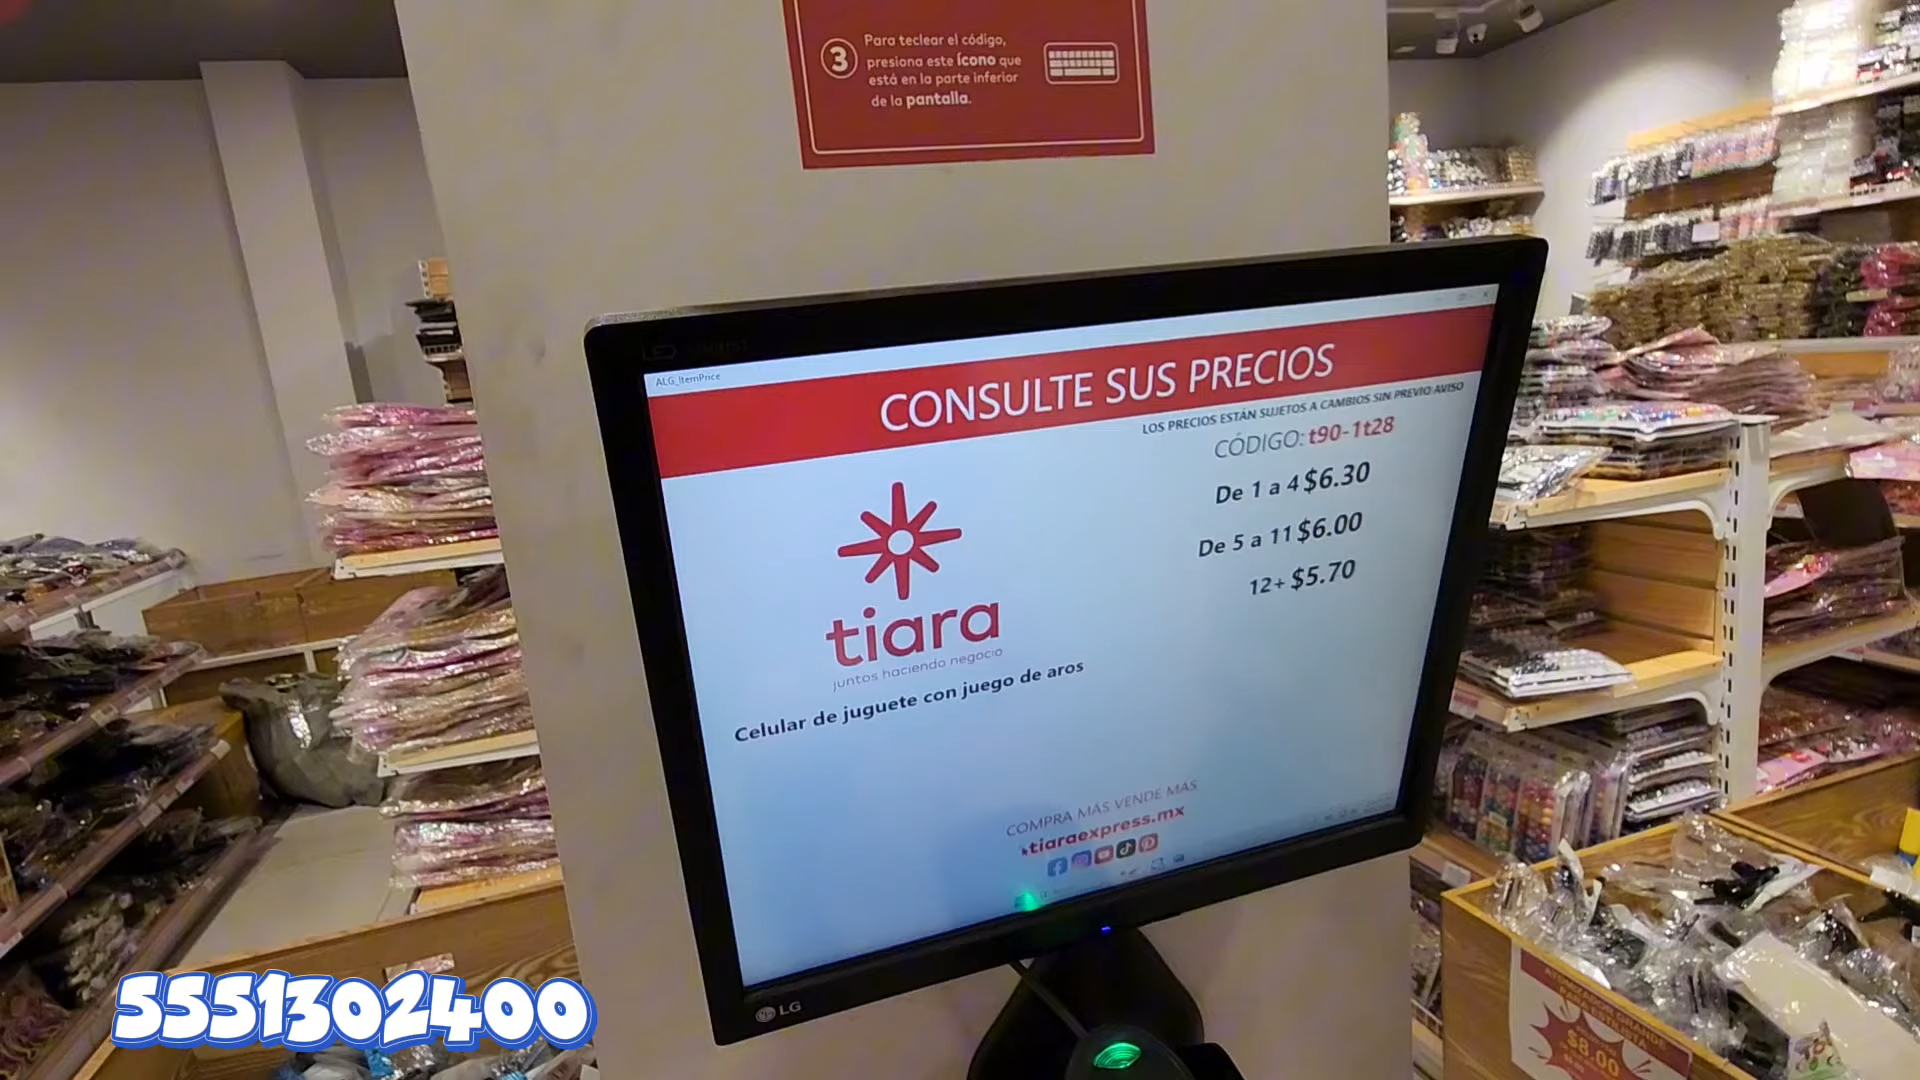 3 Para teclear el código,
presiona este ícono que
está en la parte inferior
de la pantalla.
ALG_ItemPrice
CONSULTE SUS PRECIOS
LOS PRECIOS ESTÁN SUJETOS A CAMBIOS SIN PREVIO AVISO
CÓDIGO: t90-1t28
De 1 a 4 $6.30
De 5 a 11 $6.00
12+ $5.70
tiara
juntos haciendo negocio
Celular de juguete con juego de aros
COMPRA MÁS VENDE MÁS
tiaraexpress.mx
LG
5551302400
$8.00